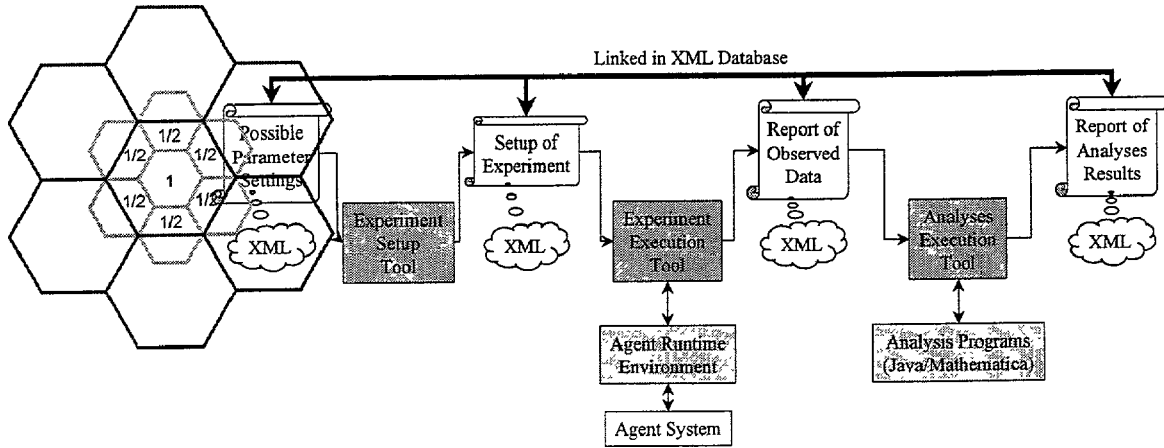 Linked in XML Database
1/2
1/2
1/2
1
1/2
1/2
1/2
Possible
Parameter
Settings
XML
Experiment
Setup
Tool
Setup of
Experiment
XML
Experiment
Execution
Tool
Agent Runtime
Environment
Agent System
Report of
Observed
Data
XML
Analyses
Execution
Tool
Analysis Programs
(Java/Mathematica)
Report of
Analyses
Results
XML